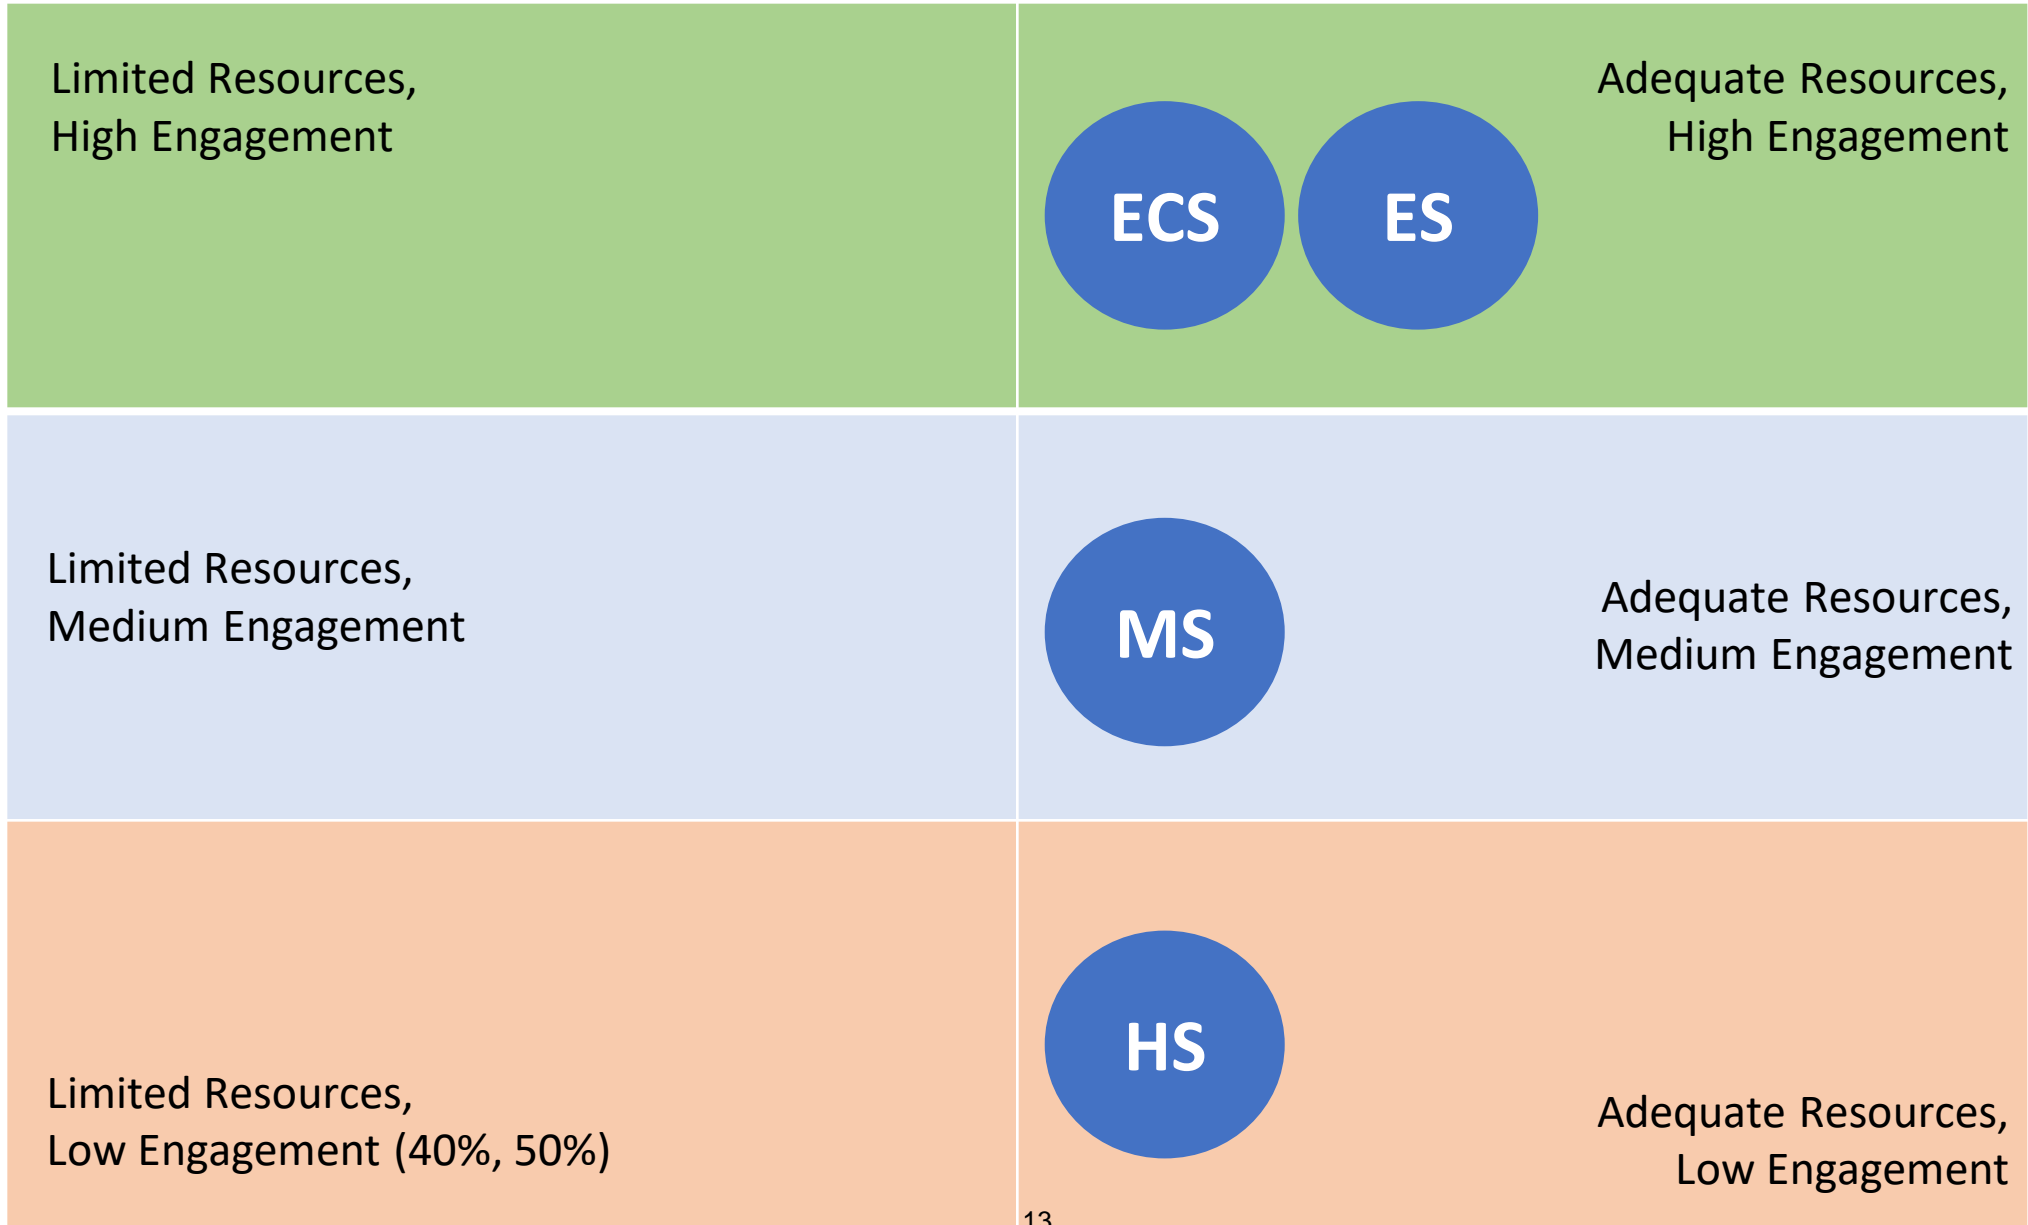 Limited Resources,
High Engagement
ECS
ES
Adequate Resources,
High Engagement
Limited Resources,
Medium Engagement
MS
Adequate Resources,
Medium Engagement
Limited Resources,
Low Engagement (40%, 50%)
HS
Adequate Resources,
Low Engagement
13